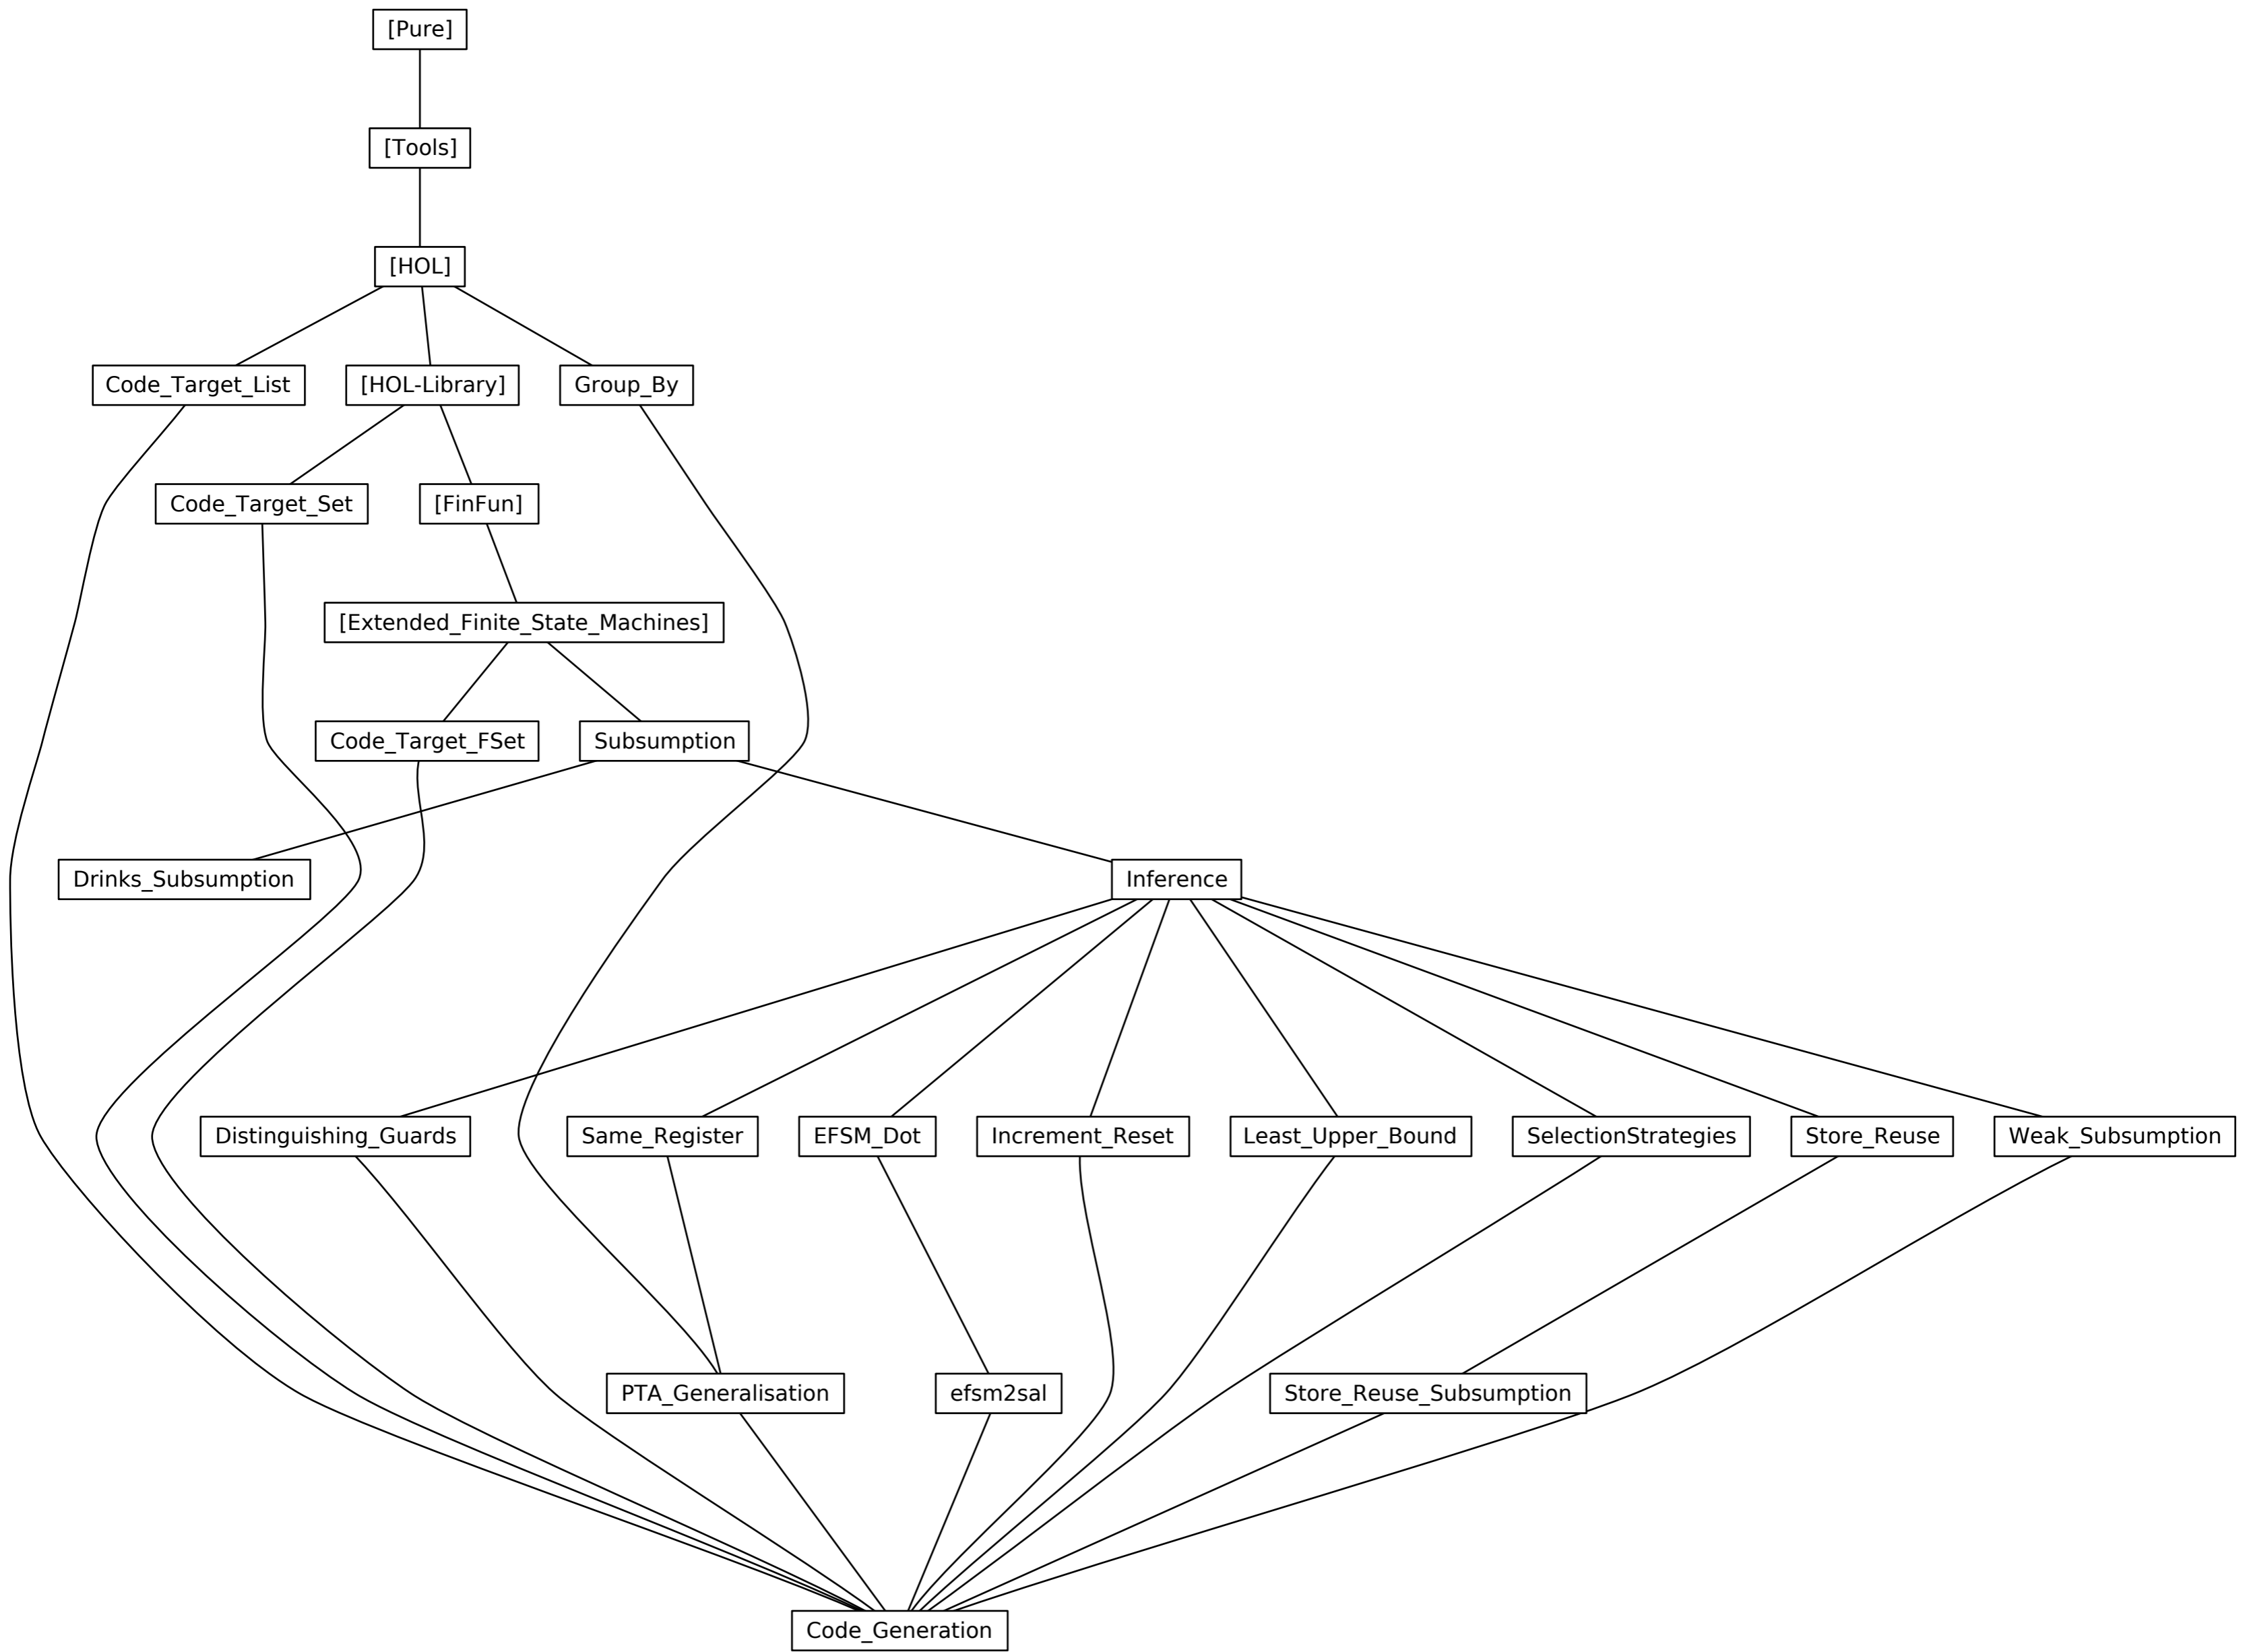 [Pure]
[Tools]
[HOL]
Code_Target_List
[HOL-Library]
Group_By
Code_Target_Set
[FinFun]
[Extended_Finite_State_Machines]
Code_Target_FSet
Subsumption
Drinks_Subsumption
Inference
Distinguishing_Guards
Same_Register
EFSM_Dot
Increment_Reset
Least_Upper_Bound
SelectionStrategies
Store_Reuse
Weak_Subsumption
PTA_Generalisation
efsm2sal
Store_Reuse_Subsumption
Code_Generation